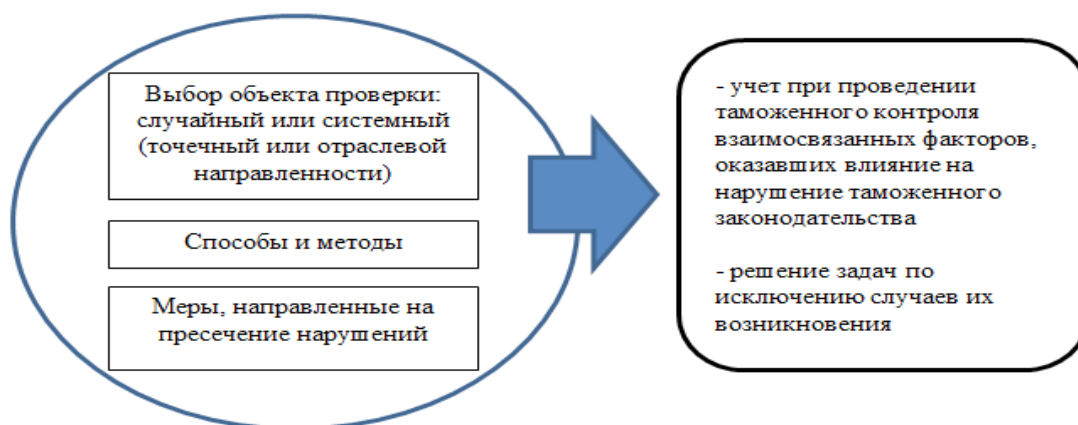 Выбор объекта проверки:
случайный или системный
(точечный или отраслевой
направленности)
Способы и методы
Меры, направленные на
пресечение нарушений
- учет при проведении
таможенного контроля
взаимосвязанных факторов,
оказавших влияние на
нарушение таможенного
законодательства
- решение задач по
исключению случаев их
возникновения